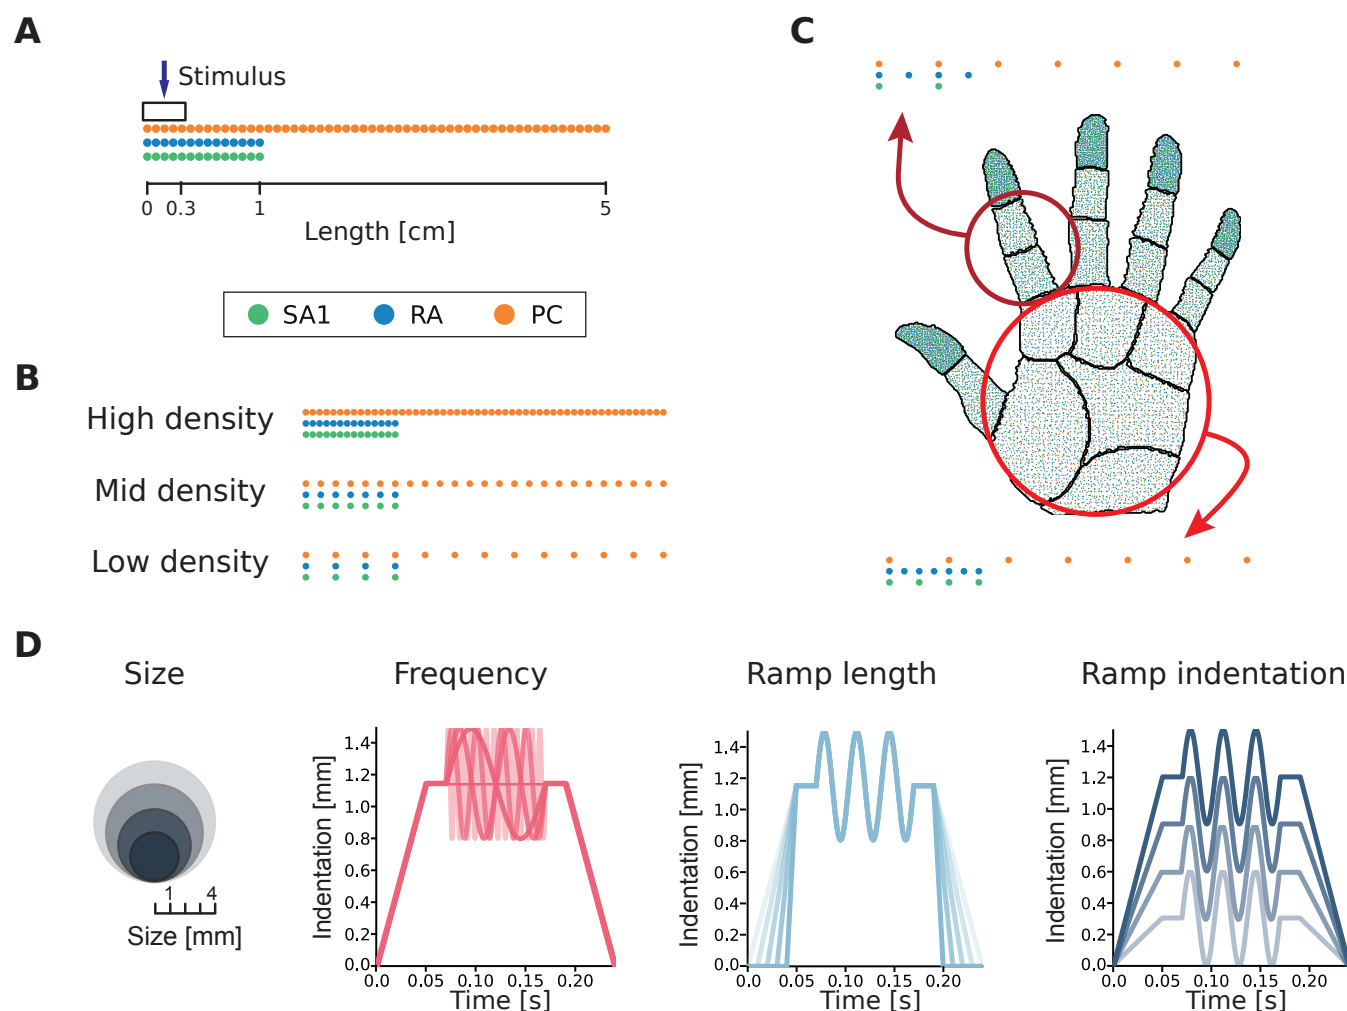 A
Stimulus
0 0.3 1 5
Length [cm]
SA1 RA PC
B
High density
Mid density
Low density
C
D
Size
1 4
Size [mm]
Frequency
Indentation [mm]
1.4
1.2
1.0
0.8
0.6
0.4
0.2
0.0
0.0 0.05 0.10 0.15 0.20
Time [s]
Ramp length
Indentation [mm]
1.4
1.2
1.0
0.8
0.6
0.4
0.2
0.0
0.0 0.05 0.10 0.15 0.20
Time [s]
Ramp indentation
Indentation [mm]
1.4
1.2
1.0
0.8
0.6
0.4
0.2
0.0
0.0 0.05 0.10 0.15 0.20
Time [s]